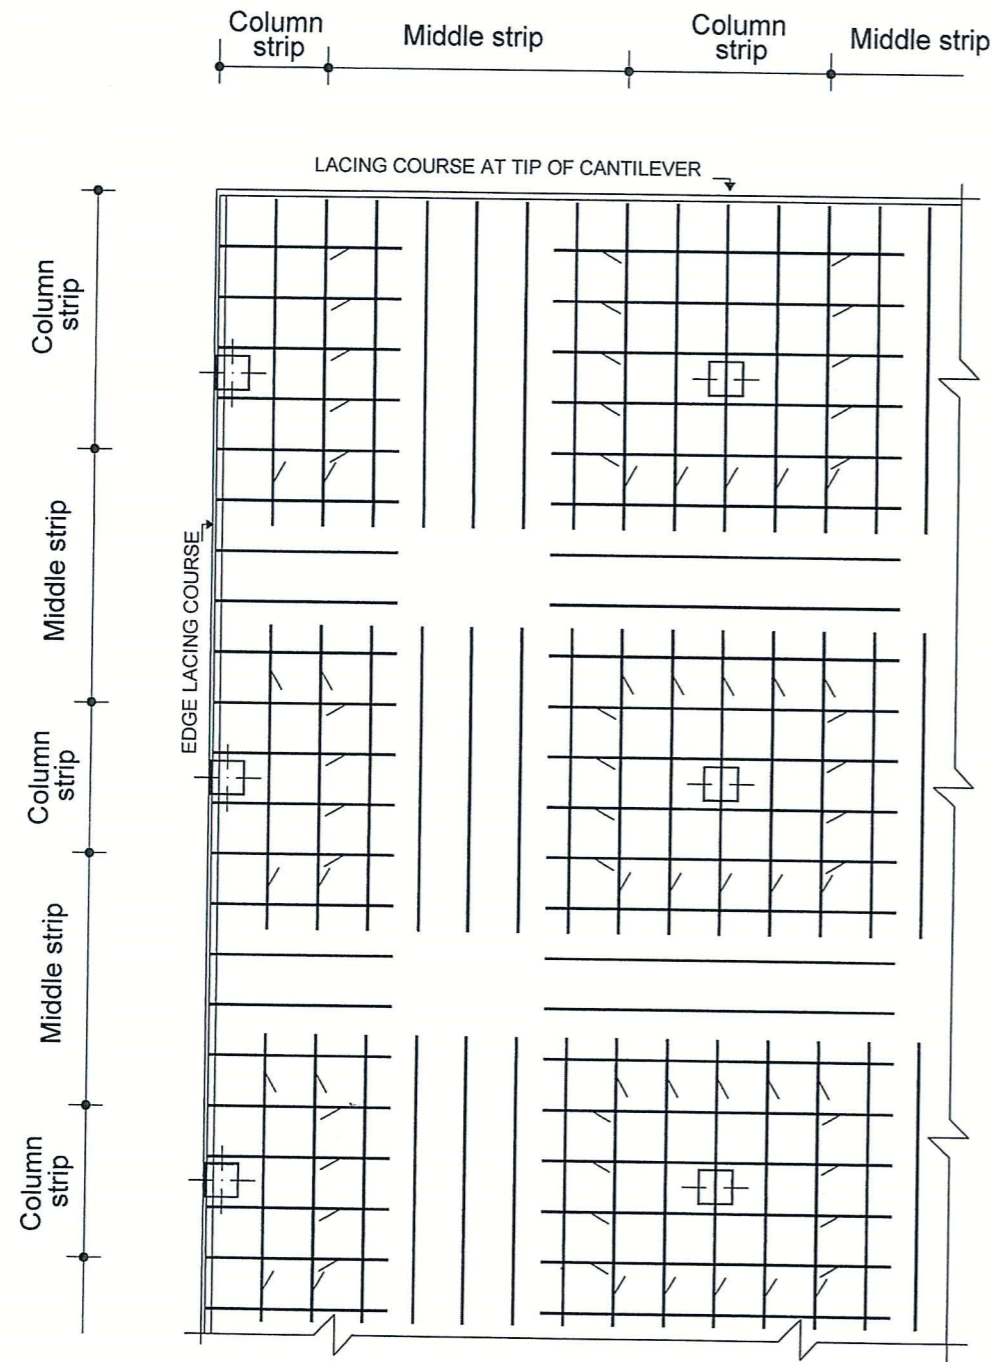 Column
strip
Middle strip
Column
strip
Middle strip
LACING COURSE AT TIP OF CANTILEVER
Column
strip
Middle strip
EDGE LACING COURSE
Column
strip
Middle strip
Column
strip